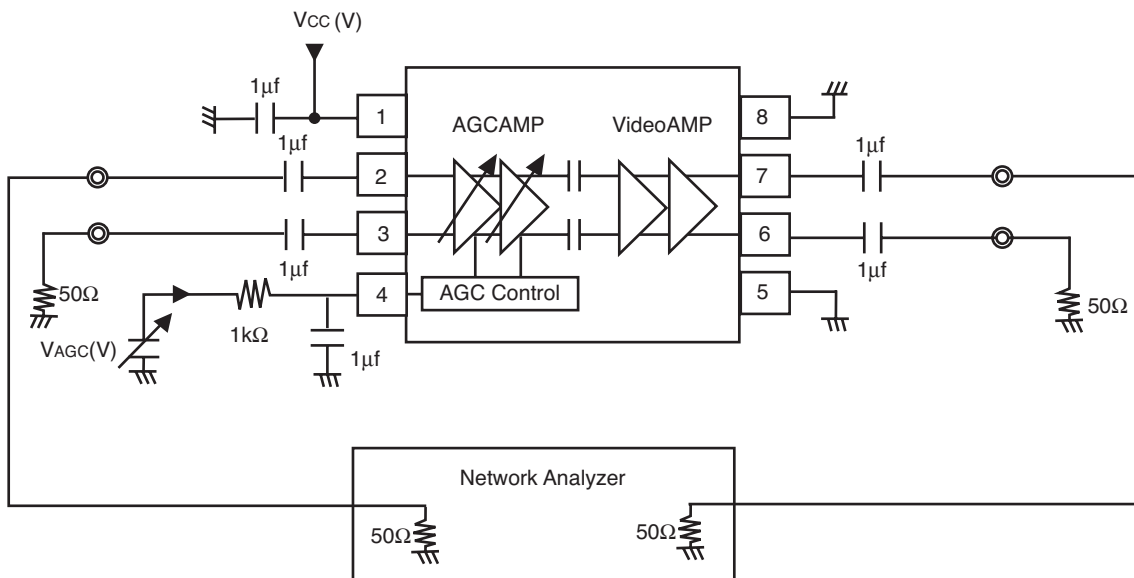 VCC (V)
1μf
1
8
AGCAMP
VideoAMP
1μf
1μf
2
7
3
6
1μf
1μf
4
AGC Control
5
50Ω
50Ω
1kΩ
VAGC(V)
1μf
Network Analyzer
50Ω
50Ω